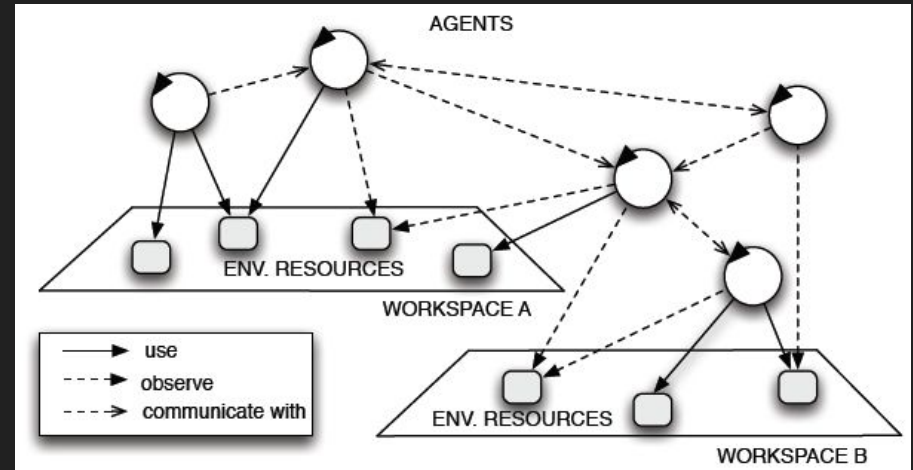 AGENTS
ENV. RESOURCES
WORKSPACE A
use
observe
communicate with
ENV. RESOURCES
WORKSPACE B